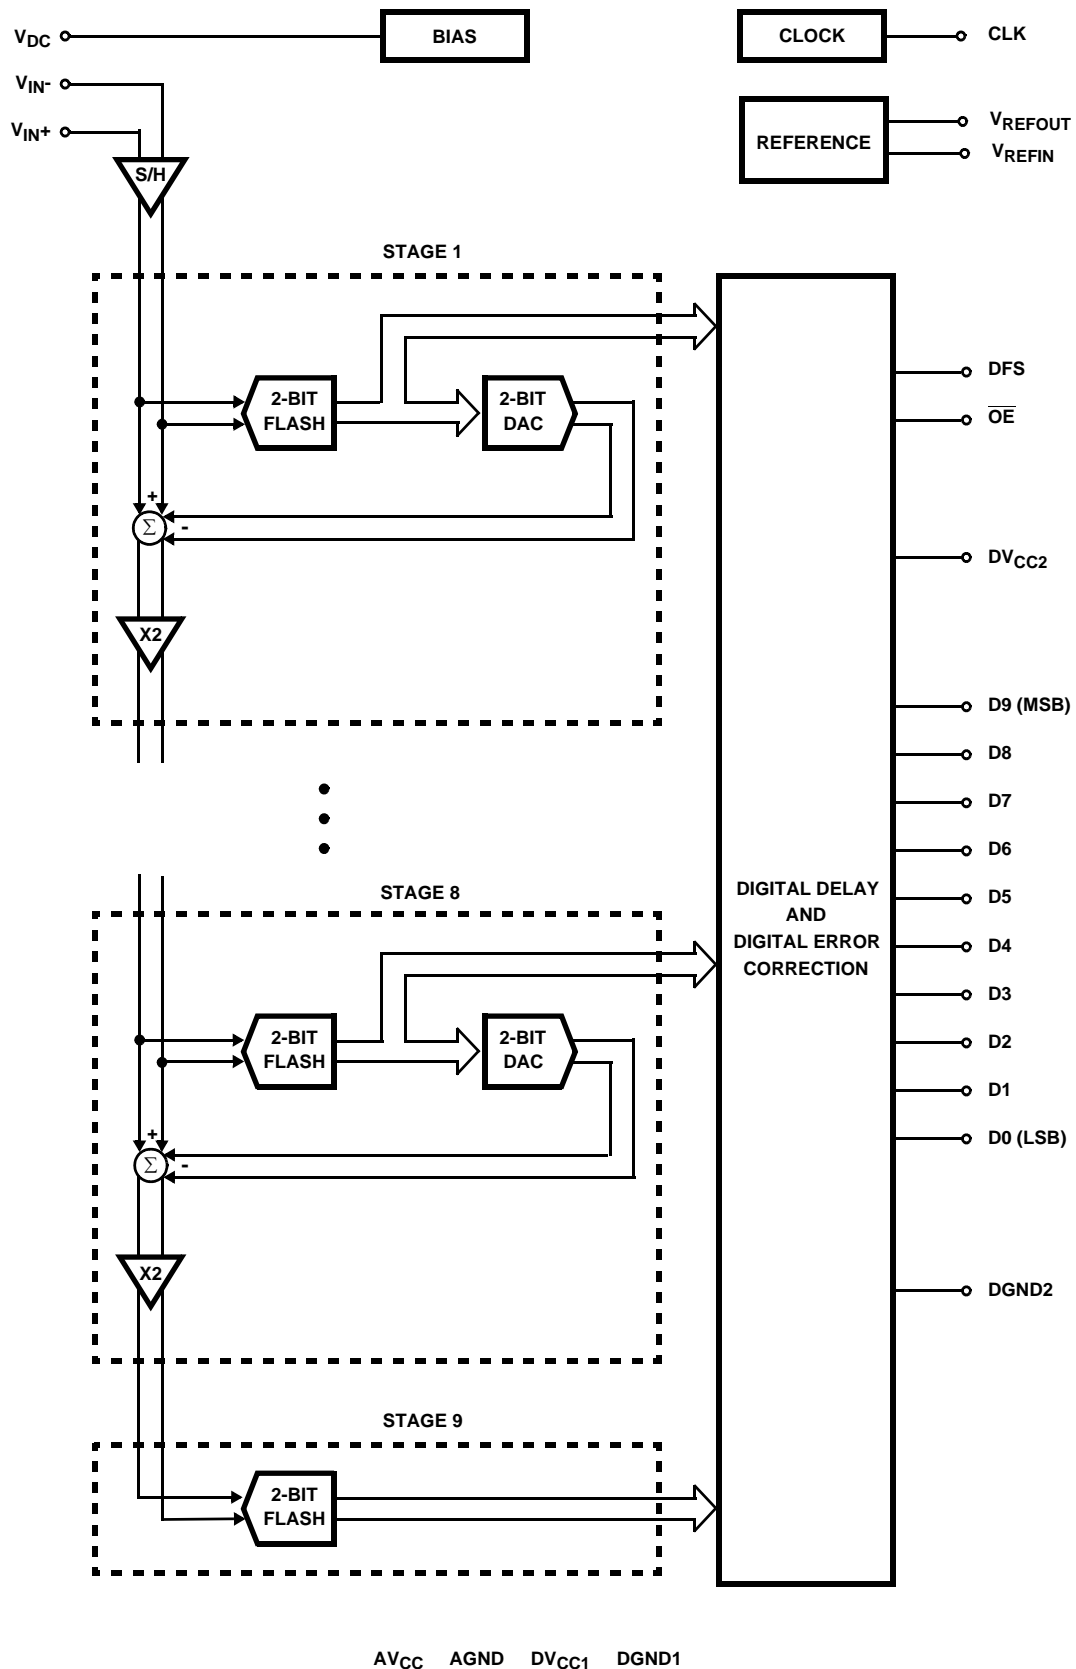 VDC
BIAS
CLOCK
CLK
VIN-
VIN+
REFERENCE
VREFOUT
VREFIN
S/H
STAGE 1
2-BIT
FLASH
2-BIT
DAC
+
Σ
-
X2
DFS
OE
DVCC2
D9 (MSB)
D8
D7
D6
D5
D4
D3
D2
D1
D0 (LSB)
DGND2
DIGITAL DELAY
AND
DIGITAL ERROR
CORRECTION
STAGE 8
2-BIT
FLASH
2-BIT
DAC
+
Σ
-
X2
STAGE 9
2-BIT
FLASH
AVCC AGND DVCC1 DGND1